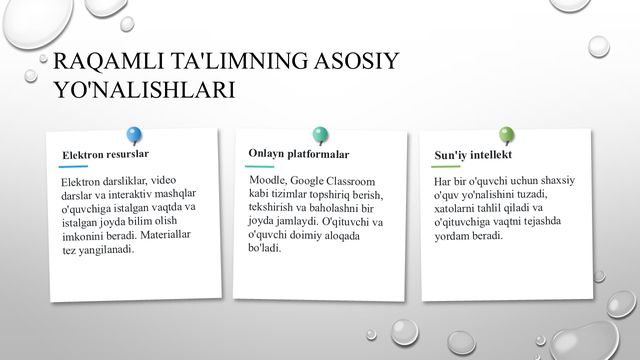 RAQAMLI TA'LIMNING ASOSIY
YO'NALISHLARI
Elektron resurslar
Elektron darsliklar, video
darslar va interaktiv mashqlar
o'quvchiga istalgan vaqtda va
istalgan joyda bilim olish
imkonini beradi. Materiallar
tez yangilanadi.
Onlayn platformalar
Moodle, Google Classroom
kabi tizimlar topshiriq berish,
tekshirish va baholashni bir
joyda jamlaydi. O'qituvchi va
o'quvchi doimiy aloqada
bo'ladi.
Sun'iy intellekt
Har bir o'quvchi uchun shaxsiy
o'quv yo'nalishini tuzadi,
xatolarni tahlil qiladi va
o'qituvchiga vaqtni tejashda
yordam beradi.